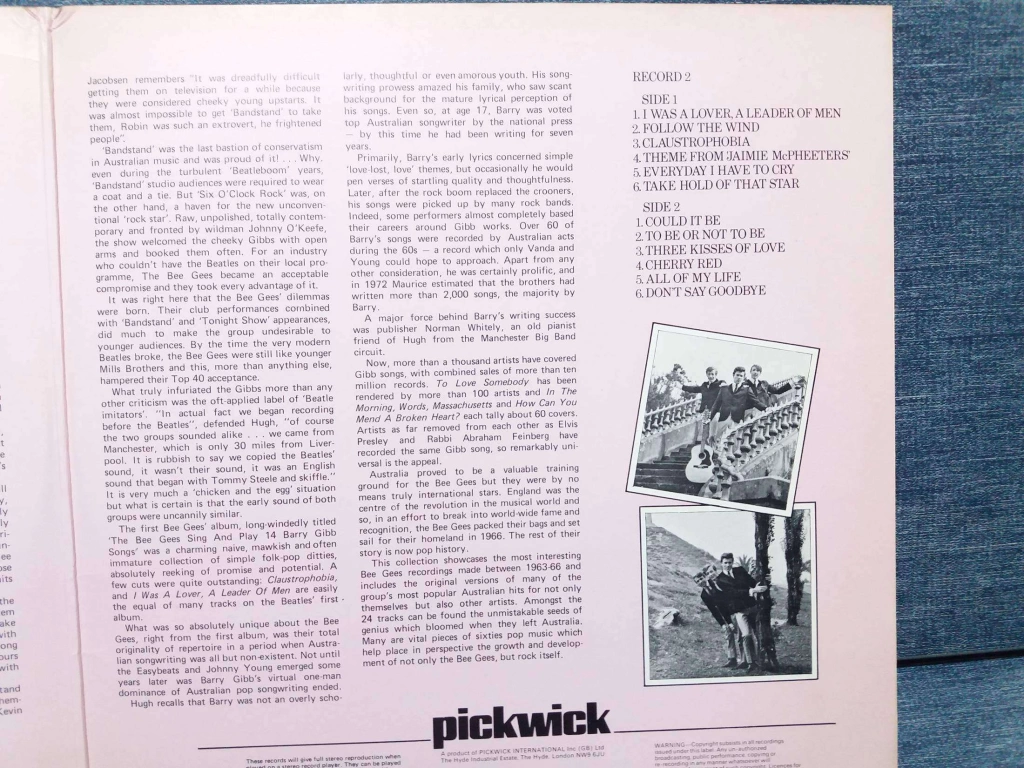 Jacobsen remembers "It was dreadfully difficult
getting them on television for a while because
they were considered cheeky young upstarts. It
was almost impossible to get 'Bandstand' to take
them, Robin was such an extrovert, he frightened
people".
'Bandstand' was the last bastion of conservatism
in Australian music and was proud of it! . . . Why,
even during the turbulent 'Beatleboom' years,
'Bandstand' studio audiences were required to wear
a coat and a tie. But 'Six O'Clock Rock' was, on
the other hand, a haven for the new unconven-
tional 'rock star'. Raw, unpolished, totally contem-
porary and fronted by wildman Johnny O'Keefe,
the show welcomed the cheeky Gibbs with open
arms and booked them often. For an industry
who couldn't have the Beatles on their local pro-
gramme, The Bee Gees became an acceptable
compromise and they took every advantage of it.
It was right here that the Bee Gees' dilemmas
were born. Their club performances combined
with 'Bandstand' and 'Tonight Show' appearances,
did much to make the group undesirable to
younger audiences. By the time the very modern
Beatles broke, the Bee Gees were still like younger
Mills Brothers and this, more than anything else,
hampered their Top 40 acceptance.
What truly infuriated the Gibbs more than any
other criticism was the oft-applied label of 'Beatle
imitators'. "In actual fact we began recording
before the Beatles", defended Hugh, "of course
the two groups sounded alike . . . we came from
Manchester, which is only 30 miles from Liver-
pool. It is rubbish to say we copied the Beatles'
sound, it wasn't their sound, it was an English
sound that began with Tommy Steele and skiffle."
It is very much a 'chicken and the egg' situation
but what is certain is that the early sound of both
groups were uncannily similar.
The first Bee Gees' album, long-windedly titled
'The Bee Gees Sing And Play 14 Barry Gibb
Songs' was a charming naive, mawkish and often
immature collection of simple folk-pop ditties,
absolutely reeking of promise and potential. A
few cuts were quite outstanding; Claustrophobia,
and I Was A Lover, A Leader Of Men are easily
the equal of many tracks on the Beatles' first
album.
What was so absolutely unique about the Bee
Gees, right from the first album, was their total
originality of repertoire in a period when Austra-
lian songwriting was all but non-existent. Not until
the Easybeats and Johnny Young emerged some
years later was Barry Gibb's virtual one-man
dominance of Australian pop songwriting ended.
Hugh recalls that Barry was not an overly scho-
larly, thoughtful or even amorous youth. His song-
writing prowess amazed his family, who saw scant
background for the mature lyrical perception of
his songs. Even so, at age 17, Barry was voted
top Australian songwriter by the national press
— by this time he had been writing for seven
years.
Primarily, Barry's early lyrics concerned simple
'love-lost, love' themes, but occasionally he would
pen verses of startling quality and thoughtfulness.
Later, after the rock boom replaced the crooners,
his songs were picked up by many rock bands.
Indeed, some performers almost completely based
their careers around Gibb works. Over 60 of
Barry's songs were recorded by Australian acts
during the 60s — a record which only Vanda and
Young could hope to approach. Apart from any
other consideration, he was certainly prolific, and
in 1972 Maurice estimated that the brothers had
written more than 2,000 songs, the majority by
Barry.
A major force behind Barry's writing success
was publisher Norman Whitely, an old pianist
friend of Hugh from the Manchester Big Band
circuit.
Now, more than a thousand artists have covered
Gibb songs, with combined sales of more than ten
million records. To Love Somebody has been
rendered by more than 100 artists and In The
Morning, Words, Massachusetts and How Can You
Mend A Broken Heart? each tally about 60 covers.
Artists as far removed from each other as Elvis
Presley and Rabbi Abraham Feinberg have
recorded the same Gibb song, so remarkably uni-
versal is the appeal.
Australia proved to be a valuable training
ground for the Bee Gees but they were by no
means truly international stars. England was the
centre of the revolution in the musical world and
so, in an effort to break into world-wide fame and
recognition, the Bee Gees packed their bags and set
sail for their homeland in 1966. The rest of their
story is now pop history.
This collection showcases the most interesting
Bee Gees recordings made between 1963-66 and
includes the original versions of many of the
group's most popular Australian hits for not only
themselves but also other artists. Amongst the
24 tracks can be found the unmistakable seeds of
genius which bloomed when they left Australia.
Many are vital pieces of sixties pop music which
help place in perspective the growth and develop-
ment of not only the Bee Gees, but rock itself.
RECORD 2
SIDE 1
1. I WAS A LOVER, A LEADER OF MEN
2. FOLLOW THE WIND
3. CLAUSTROPHOBIA
4. THEME FROM 'JAIMIE McPHEETERS'
5. EVERYDAY I HAVE TO CRY
6. TAKE HOLD OF THAT STAR
SIDE 2
1. COULD IT BE
2. TO BE OR NOT TO BE
3. THREE KISSES OF LOVE
4. CHERRY RED
5. ALL OF MY LIFE
6. DON'T SAY GOODBYE
pickwick
These records will give full stereo reproduction when
played on a stereo record player. They can be played
A product of PICKWICK INTERNATIONAL Inc (GB) Ltd
The Hyde Industrial Estate, The Hyde, London NW9 6JU
WARNING—Copyright subsists in all recordings
issued under this label. Any un-authorized
broadcasting, public performance, copying or
re-recording in any manner whatsoever will